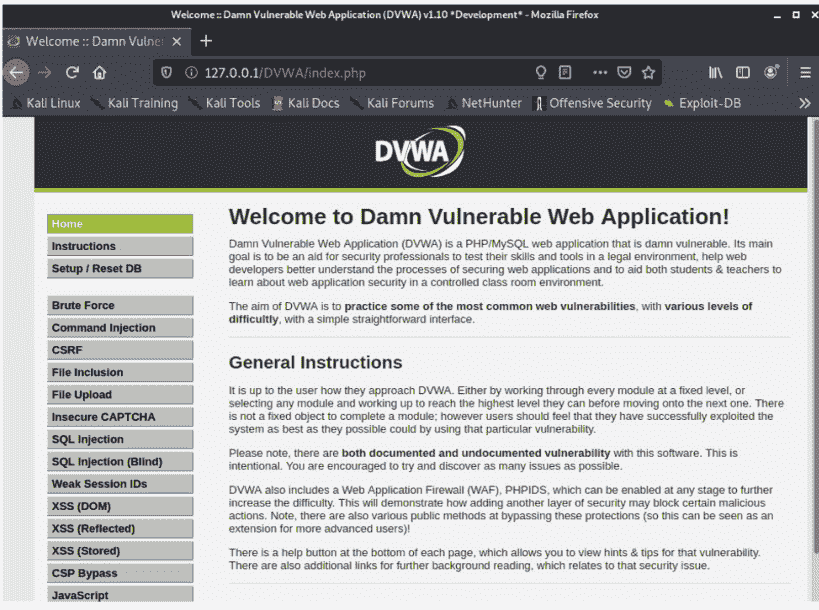 Welcome :: Damn Vulnerable Web Application (DVWA) v1.10 *Development* - Mozilla Firefox
Welcome :: Damn Vulner
127.0.0.1/DVWA/index.php
Kali Linux Kali Training Kali Tools Kali Docs Kali Forums NetHunter Offensive Security Exploit-DB
DVWA
Home
Instructions
Setup / Reset DB
Brute Force
Command Injection
CSRF
File Inclusion
File Upload
Insecure CAPTCHA
SQL Injection
SQL Injection (Blind)
Weak Session IDs
XSS (DOM)
XSS (Reflected)
XSS (Stored)
CSP Bypass
JavaScript
Welcome to Damn Vulnerable Web Application!
Damn Vulnerable Web Application (DVWA) is a PHP/MySQL web application that is damn vulnerable. Its main
goal is to be an aid for security professionals to test their skills and tools in a legal environment, help web
developers better understand the processes of securing web applications and to aid both students & teachers to
learn about web application security in a controlled class room environment.
The aim of DVWA is to practice some of the most common web vulnerabilities, with various levels of
difficultly, with a simple straightforward interface.
General Instructions
It is up to the user how they approach DVWA. Either by working through every module at a fixed level, or
selecting any module and working up to reach the highest level they can before moving onto the next one. There
is not a fixed object to complete a module; however users should feel that they have successfully exploited the
system as best as they possible could by using that particular vulnerability.
Please note, there are both documented and undocumented vulnerability with this software. This is
intentional. You are encouraged to try and discover as many issues as possible.
DVWA also includes a Web Application Firewall (WAF), PHPIDS, which can be enabled at any stage to further
increase the difficulty. This will demonstrate how adding another layer of security may block certain malicious
actions. Note, there are also various public methods at bypassing these protections (so this can be seen as an
extension for more advanced users)!
There is a help button at the bottom of each page, which allows you to view hints & tips for that vulnerability.
There are also additional links for further background reading, which relates to that security issue.